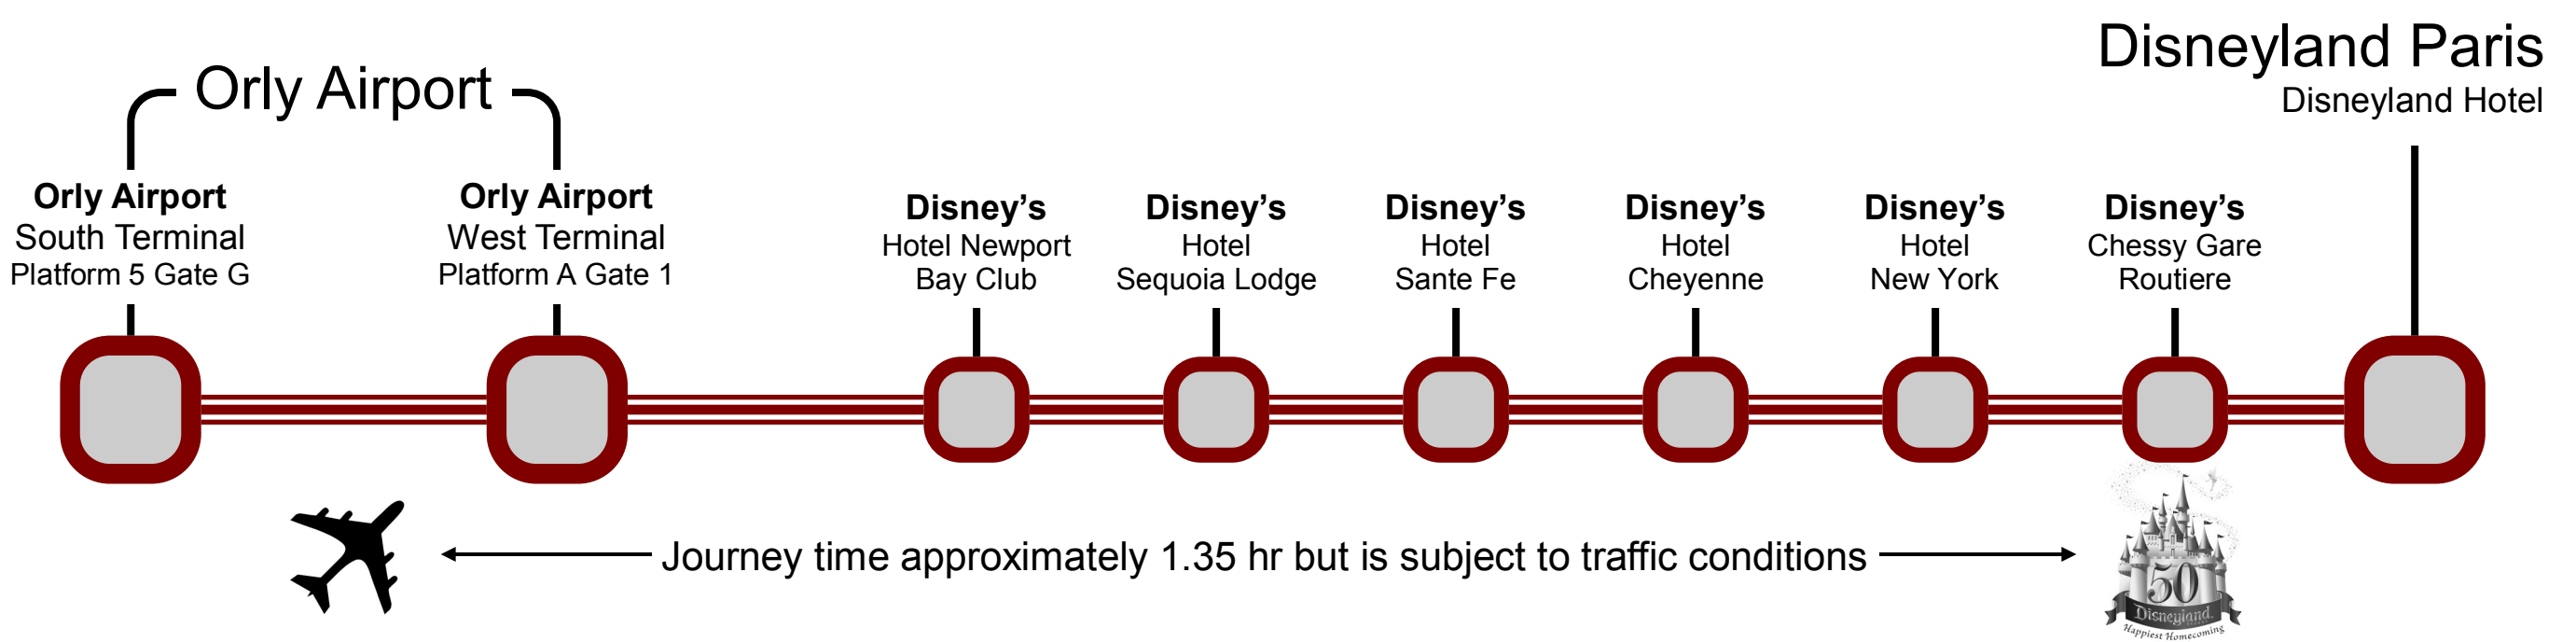 Orly Airport
Disneyland Paris
Disneyland Hotel
Orly Airport
South Terminal
Platform 5 Gate G
Orly Airport
West Terminal
Platform A Gate 1
Disney’s
Hotel Newport
Bay Club
Disney’s
Hotel
Sequoia Lodge
Disney’s
Hotel
Sante Fe
Disney’s
Hotel
Cheyenne
Disney’s
Hotel
New York
Disney’s
Chessy Gare
Routiere
Journey time approximately 1.35 hr but is subject to traffic conditions
50
Disneyland
Happiest Homecoming